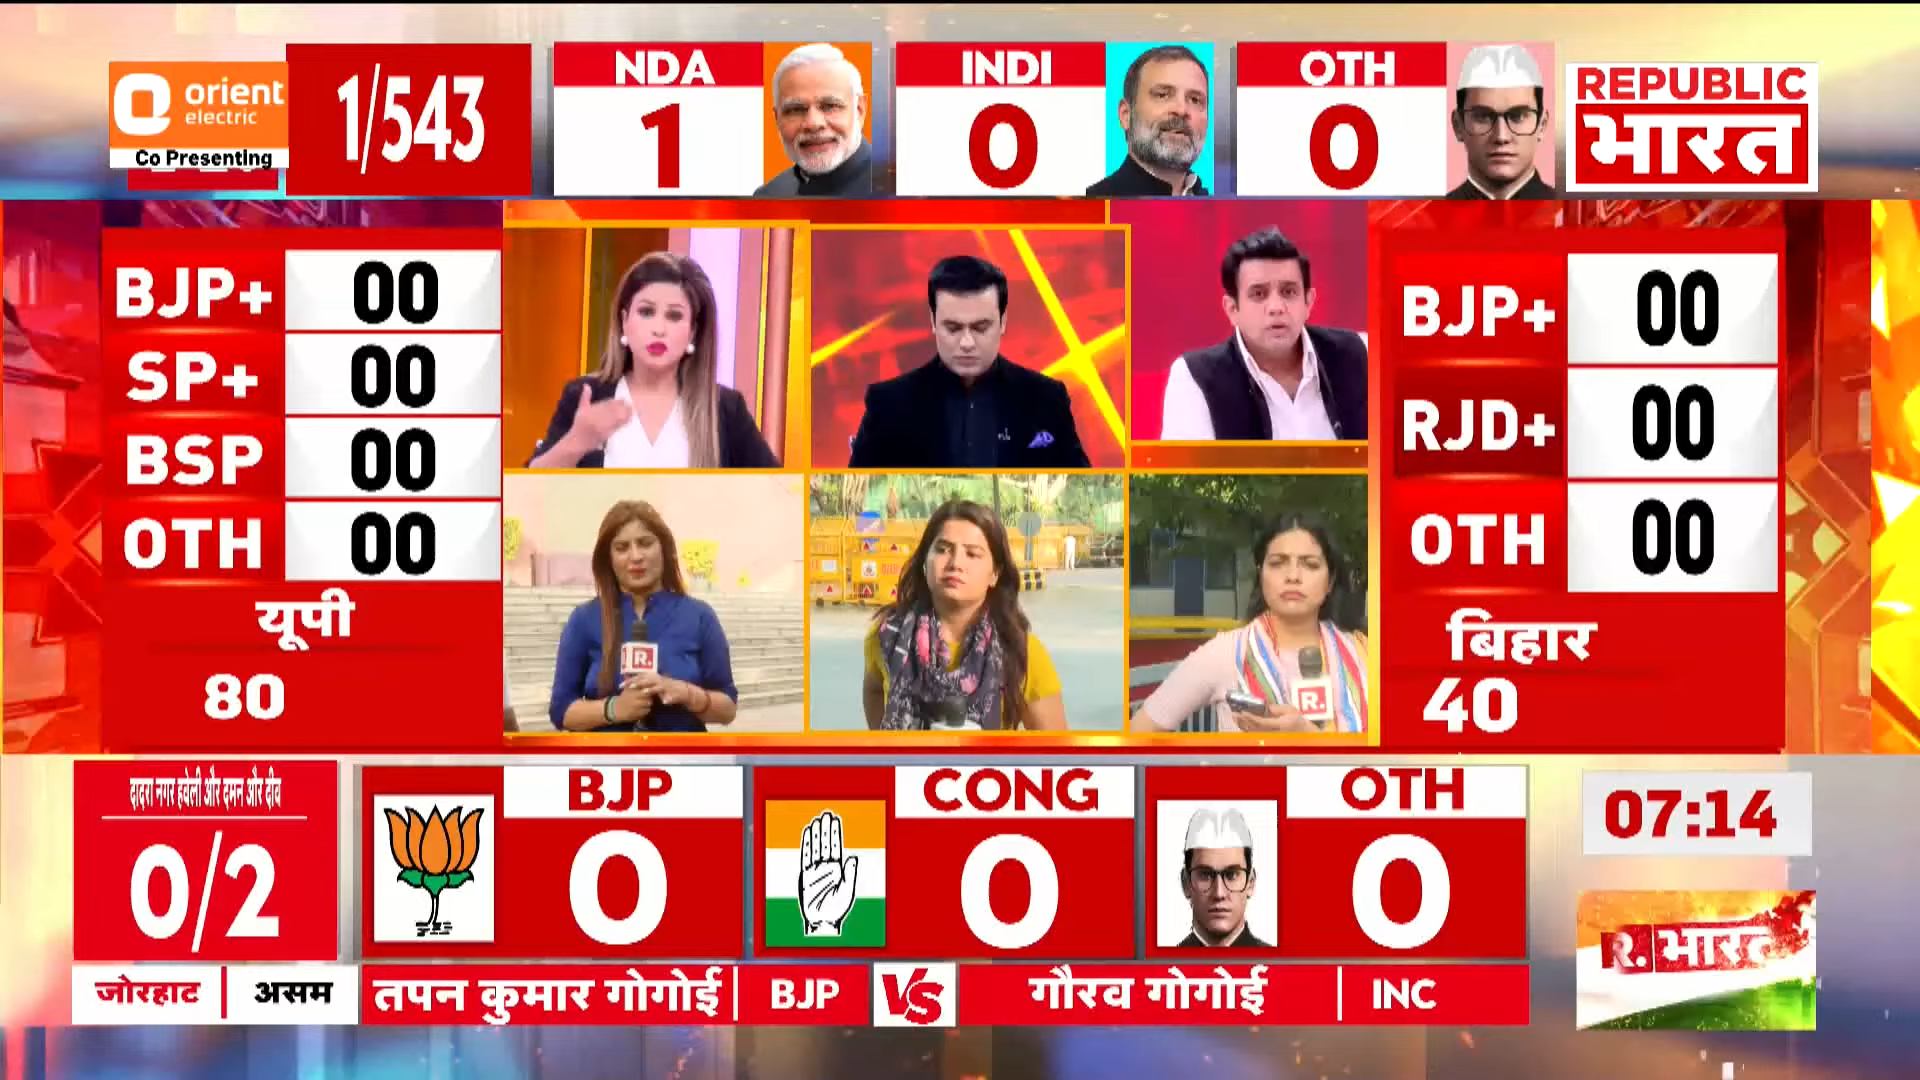 orient
electric
Co Presenting
1/543
NDA
1
INDI
0
OTH
0
REPUBLIC
भारत
BJP+ 00
SP+ 00
BSP 00
OTH 00
यूपी
80
BJP+ 00
RJD+ 00
OTH 00
बिहार
40
R.
R.
दादरा नगर हवेली और दमन और दीव
0/2
BJP
0
CONG
0
OTH
0
07:14
R. भारत
जोरहाट असम तपन कुमार गोगोई BJP VS गौरव गोगोई INC